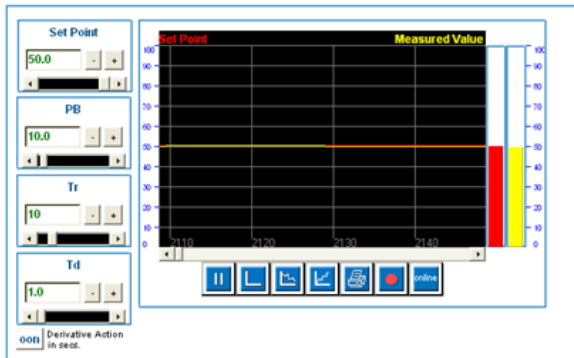 Set Point
50.0
- +
PB
10.0
- +
Tr
10
- +
Td
1.0
- +
oon Derivative Action
in secs.
Set Point Measured Value
100 100
90 90
80 80
70 70
60 60
50 50
40 40
30 30
20 20
10 10
0 0
2110 2120 2130 2140
online